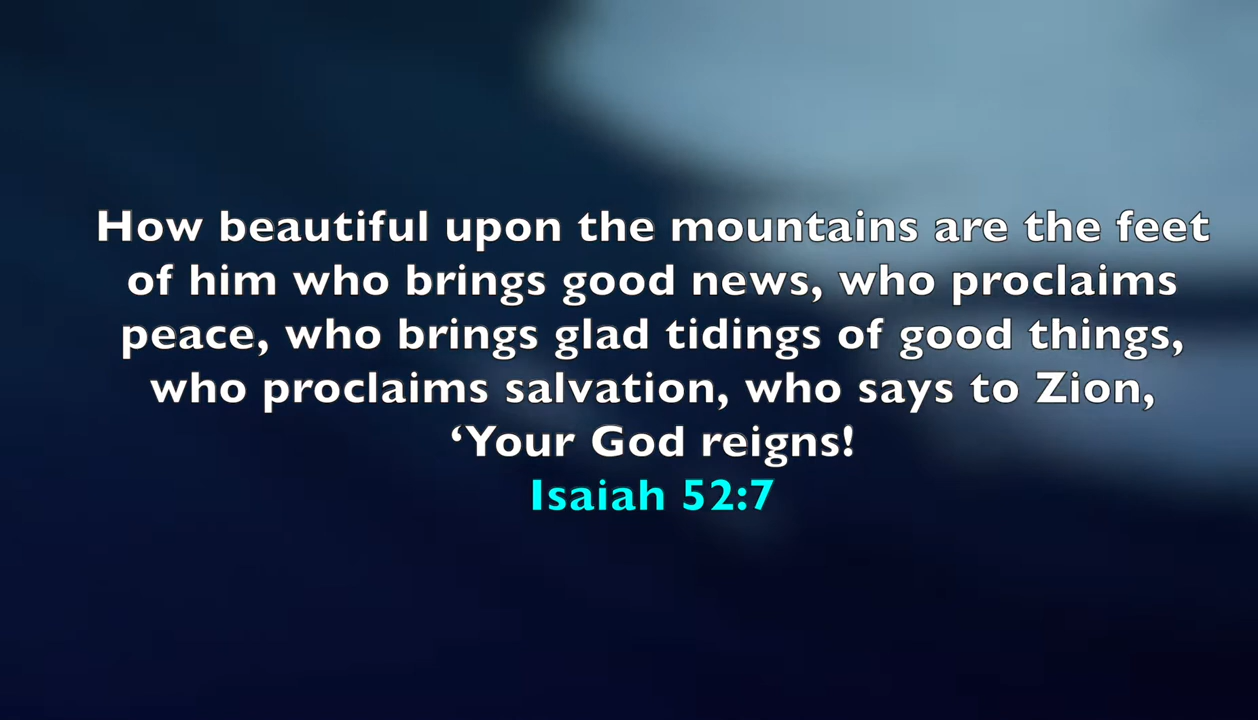 How beautiful upon the mountains are the feet
of him who brings good news, who proclaims
peace, who brings glad tidings of good things,
who proclaims salvation, who says to Zion,
‘Your God reigns!
Isaiah 52:7